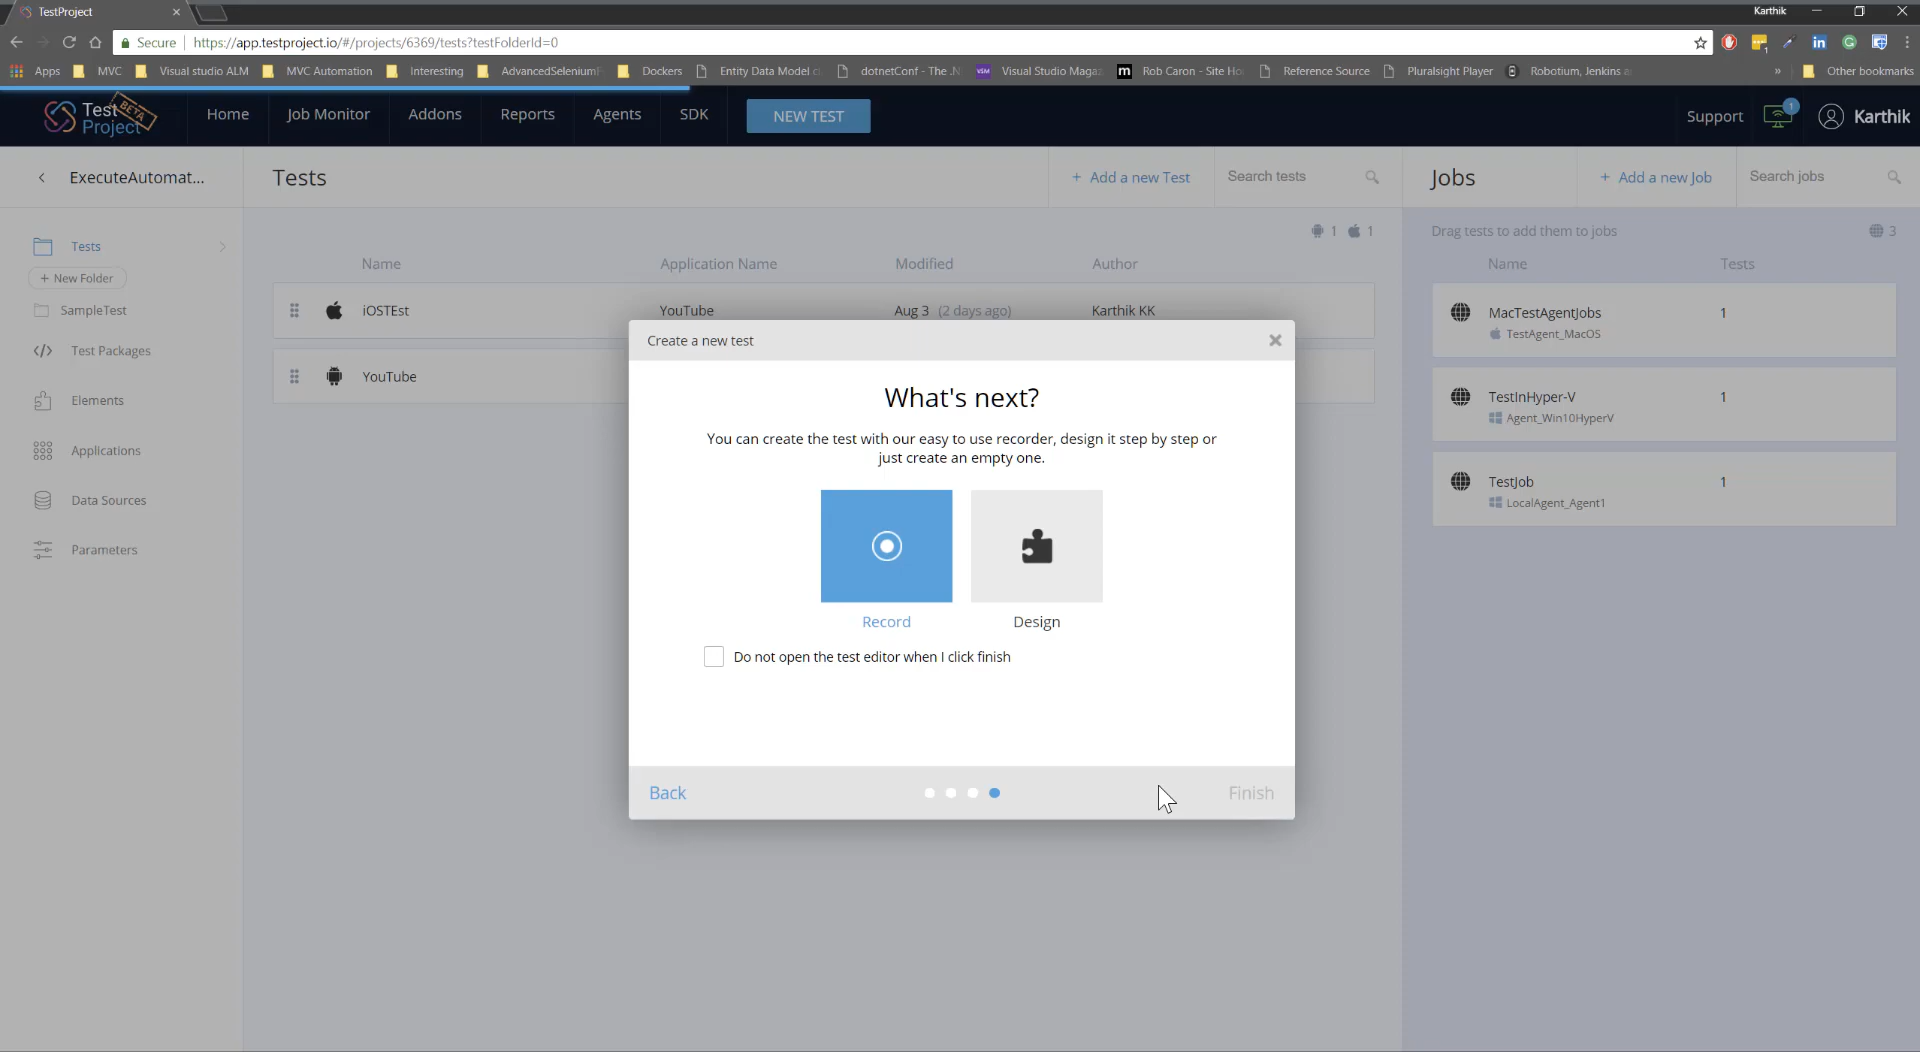 TestProject
Karthik
Secure
https://app.testproject.io/#/projects/6369/tests?testFolderId=0
Apps
MVC
Visual studio ALM
MVC Automation
Interesting
AdvancedSelenium
Dockers
Entity Data Model
dotnetConf - The .N
Visual Studio Magaz
Rob Caron - Site Ho
Reference Source
Pluralsight Player
Robotium, Jenkins
»
Other bookmarks
Test
Project
BETA
Home
Job Monitor
Addons
Reports
Agents
SDK
NEW TEST
Support
1
Karthik
ExecuteAutomat...
Tests
+ Add a new Test
Search tests
Jobs
+ Add a new Job
Search jobs
Tests
+ New Folder
SampleTest
Test Packages
Elements
Applications
Data Sources
Parameters
1
1
Name
Application Name
Modified
Author
iOSTEst
YouTube
Aug 3 (2 days ago)
Karthik KK
YouTube
Drag tests to add them to jobs
3
Name
Tests
MacTestAgentJobs
1
TestAgent_MacOS
TestInHyper-V
1
Agent_Win10HyperV
TestJob
1
LocalAgent_Agent1
Create a new test
What's next?
You can create the test with our easy to use recorder, design it step by step or
just create an empty one.
Record
Design
Do not open the test editor when I click finish
Back
Finish